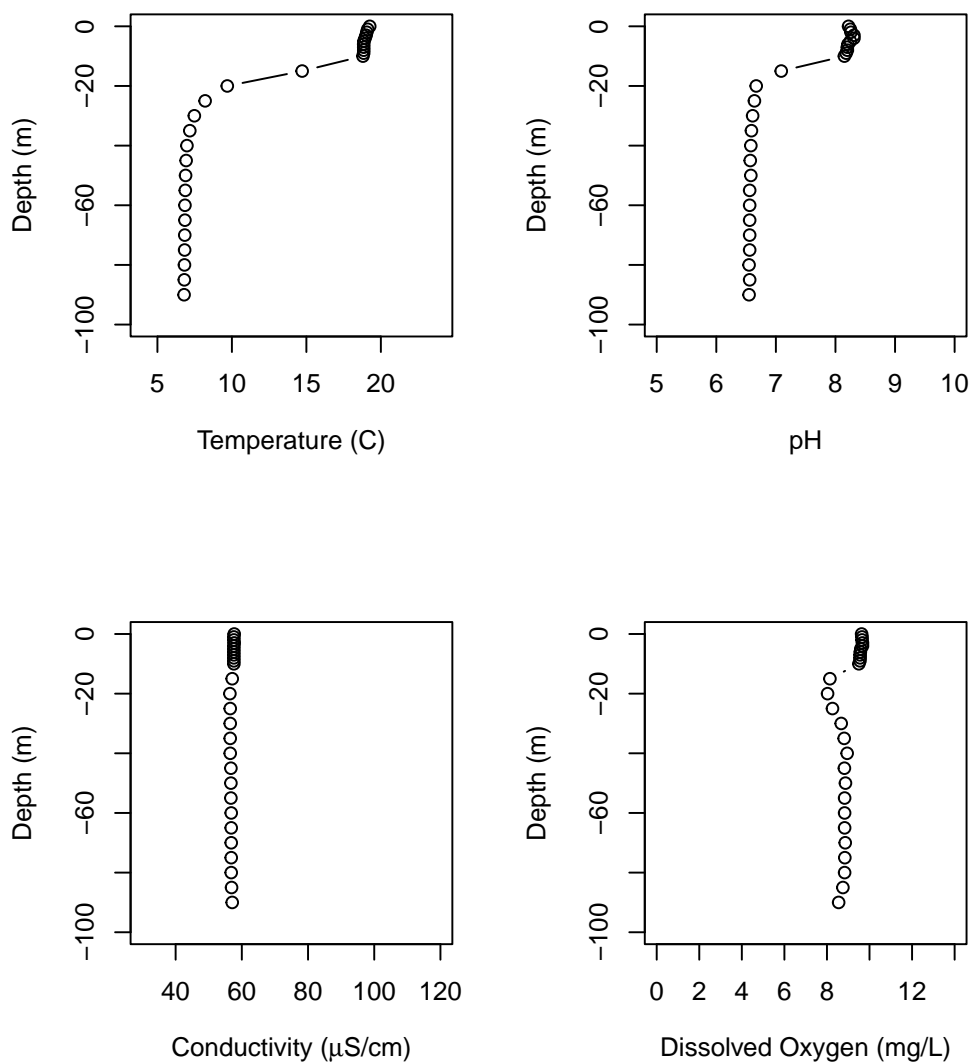 0
−20
−60
−100
Depth (m)
5 10 15 20
Temperature (C)
0
−20
−60
−100
Depth (m)
5 6 7 8 9 10
pH
0
−20
−60
−100
Depth (m)
40 60 80 100 120
Conductivity (μS/cm)
0
−20
−60
−100
Depth (m)
0 2 4 6 8 12
Dissolved Oxygen (mg/L)